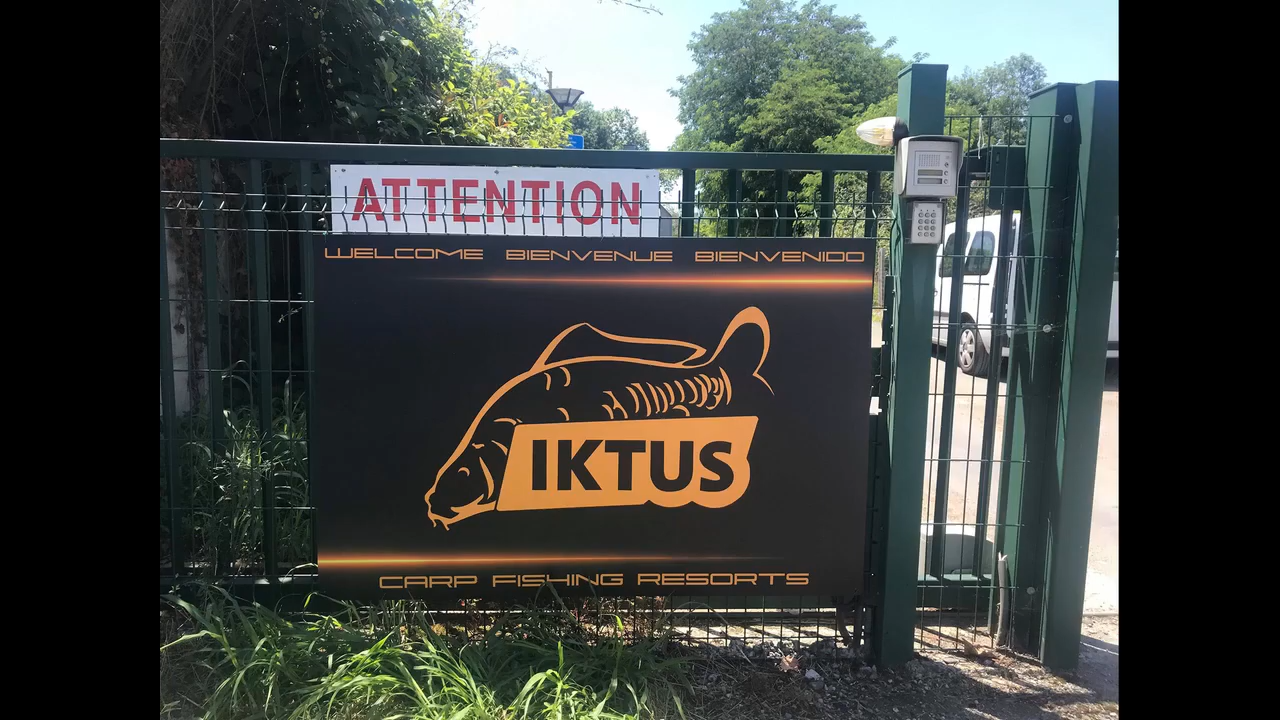 ATTENTION
WELCOME BIENVENUE BIENVENIDO
IKTUS
CARP FISHING RESORTS